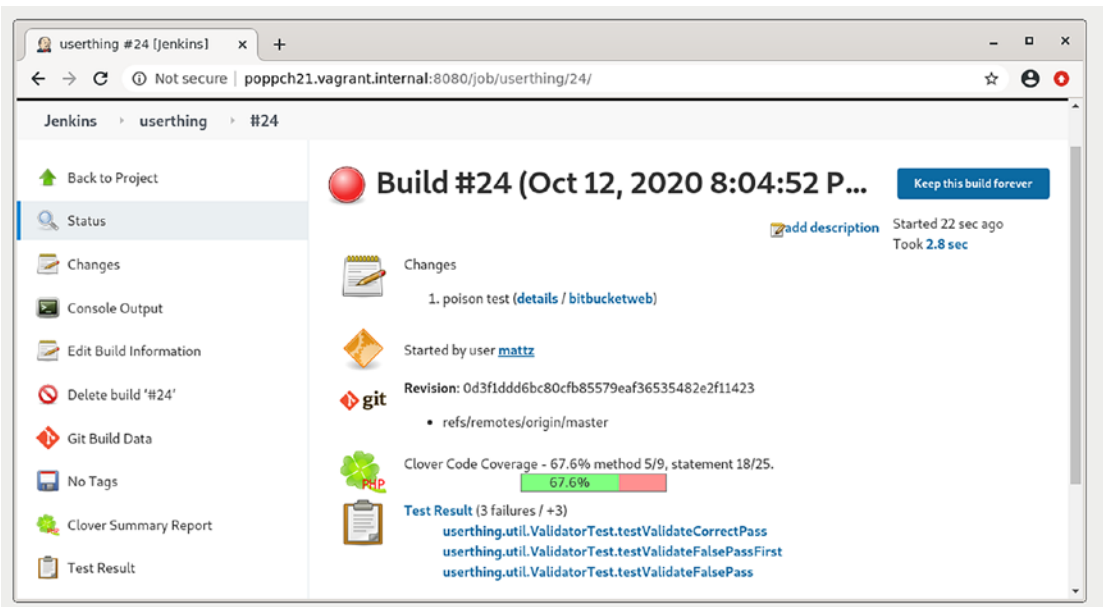 userthing #24 [Jenkins] x +
Not secure | poppch21.vagrant.internal:8080/job/userthing/24/
Jenkins userthing #24
Back to Project
Status
Changes
Console Output
Edit Build Information
Delete build ‘#24’
Git Build Data
No Tags
Clover Summary Report
Test Result
Build #24 (Oct 12, 2020 8:04:52 P...
Keep this build forever
add description
Started 22 sec ago
Took 2.8 sec
Changes
1. poison test (details / bitbucketweb)
Started by user mattz
git
Revision: 0d3f1ddd6bc80cfb85579eaf36535482e2f11423
• refs/remotes/origin/master
PHP
Clover Code Coverage - 67.6% method 5/9, statement 18/25.
67.6%
Test Result (3 failures / +3)
userthing.util.ValidatorTest.testValidateCorrectPass
userthing.util.ValidatorTest.testValidateFalsePassFirst
userthing.util.ValidatorTest.testValidateFalsePass